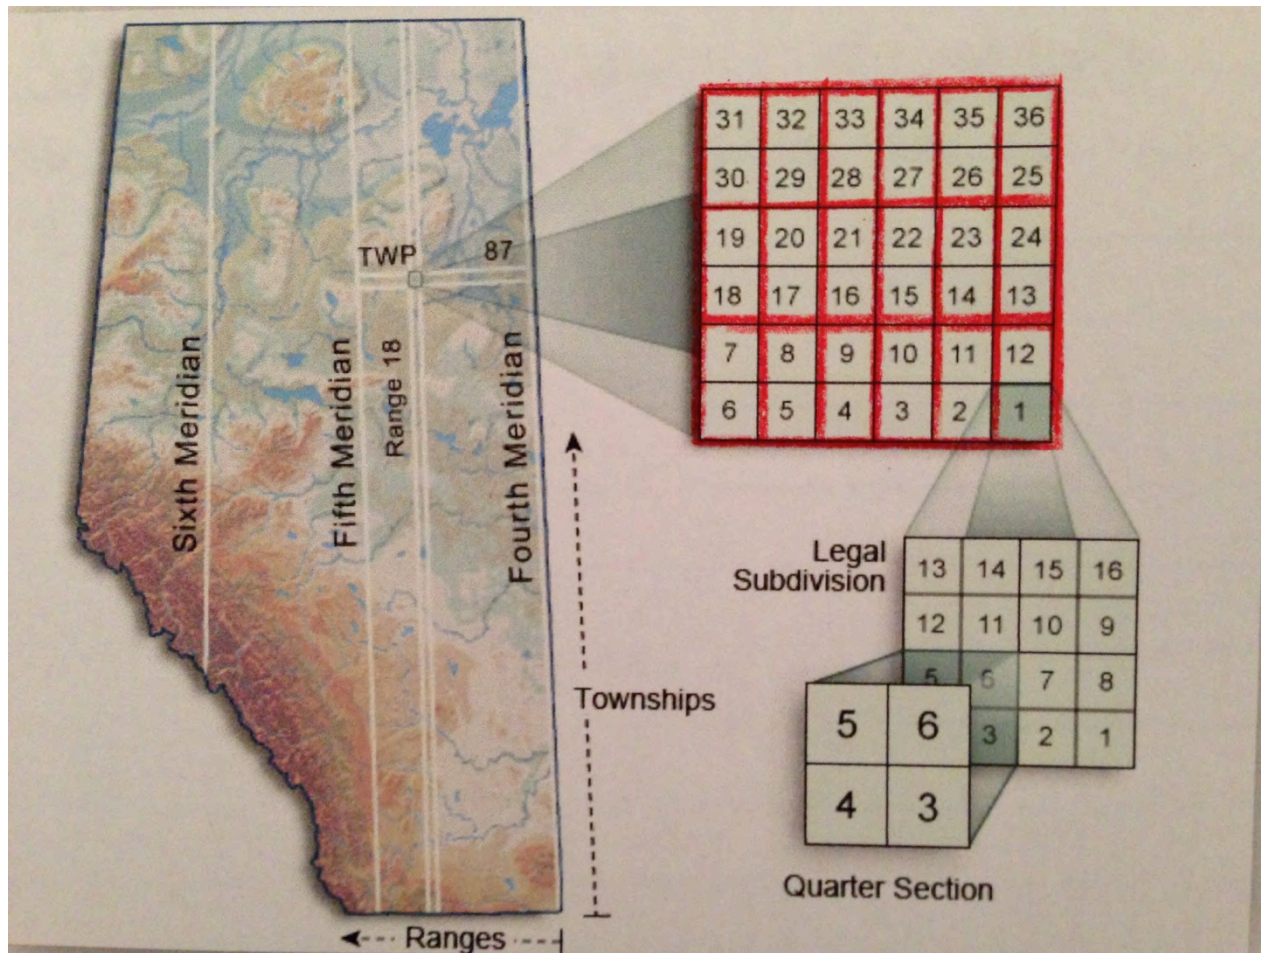 TWP 87
Range 18
Sixth Meridian
Fifth Meridian
Fourth Meridian
31 32 33 34 35 36
30 29 28 27 26 25
19 20 21 22 23 24
18 17 16 15 14 13
7 8 9 10 11 12
6 5 4 3 2 1
Legal
Subdivision
13 14 15 16
12 11 10 9
5 6 7 8
3 2 1
5 6
4 3
Quarter Section
Townships
Ranges